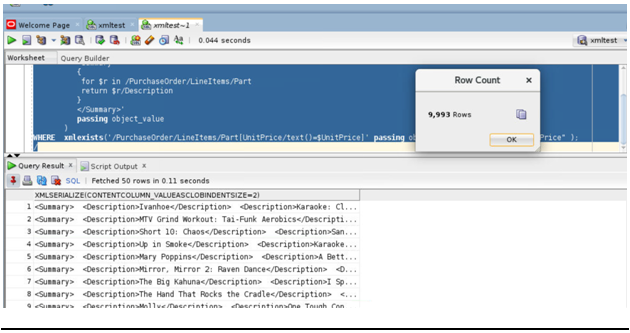 Welcome Page
xmltest
xmltest~1
0.044 seconds
xmltest
Worksheet
Query Builder
{
for $r in /PurchaseOrder/LineItems/Part
return $r/Description
}
</Summary>'
passing object_value
)
WHERE xmlexists('/PurchaseOrder/LineItems/Part[UnitPrice/text()=$UnitPrice]' passing ob
Price" );
/
Row Count
9,993 Rows
OK
Query Result
Script Output
SQL
Fetched 50 rows in 0.11 seconds
XMLSERIALIZE(CONTENTCOLUMN_VALUEASCLOBINDENTSIZE=2)
1 <Summary> <Description>Ivanhoe</Description> <Description>Karaoke: Cl...
2 <Summary> <Description>MTV Grind Workout: Tai-Funk Aerobics</Descripti...
3 <Summary> <Description>Short 10: Chaos</Description> <Description>San...
4 <Summary> <Description>Up in Smoke</Description> <Description>Karaoke...
5 <Summary> <Description>Mary Poppins</Description> <Description>A Bett...
6 <Summary> <Description>Mirror, Mirror 2: Raven Dance</Description> <D...
7 <Summary> <Description>The Big Kahuna</Description> <Description>I Sp...
8 <Summary> <Description>The Hand That Rocks the Cradle</Description> <...
9 <Summary> <Description>Molly</Description> <Description>One Tough Cop